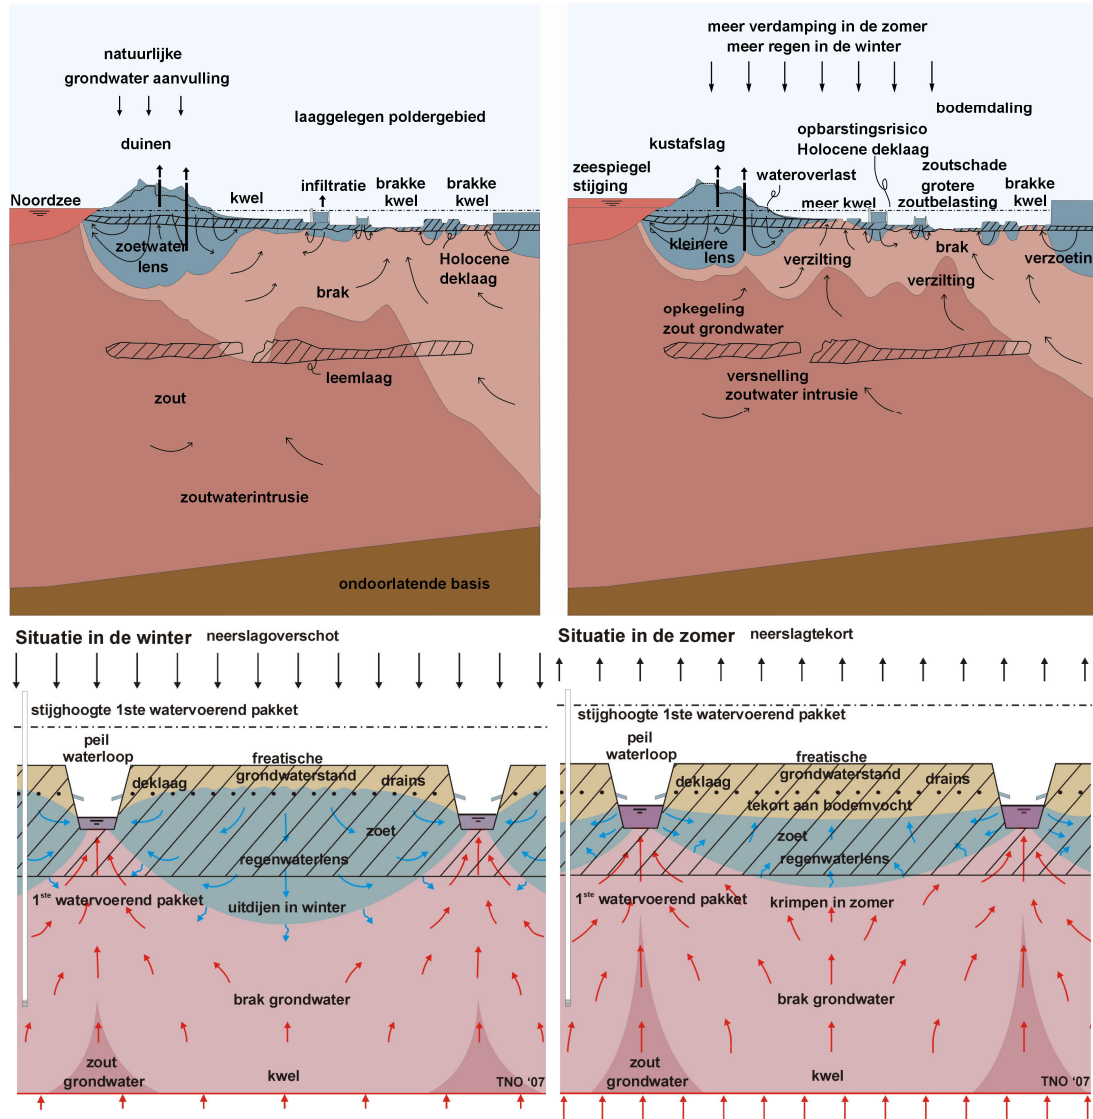 natuurlijke
grondwater aanvulling
laaggelegen poldergebied
duinen
Noordzee
kwel
infiltratie
brakke
kwel
brakke
kwel
zoetwater
lens
Holocene
deklaag
brak
leemlaag
zout
zoutwaterintrusie
ondoorlatende basis
meer verdamping in de zomer
meer regen in de winter
bodemdaling
kustafslag
opbarstingsrisico
Holocene deklaag
zeespiegel
stijging
wateroverlast
zoutschade
grotere
zoutbelasting
brakke
kwel
meer kwel
kleinere
lens
verzilting
brak
verzoetin
verzilting
opkegeling
zout grondwater
versnelling
zoutwater intrusie
Situatie in de winter neerslagoverschot
stijghoogte 1ste watervoerend pakket
peil
waterloop
freatische
grondwaterstand
deklaag
drains
zoet
regenwaterlens
1ste watervoerend pakket
uitdijen in winter
brak grondwater
zout
grondwater
kwel
TNO ‘07
Situatie in de zomer neerslagtekort
stijghoogte 1ste watervoerend pakket
peil
waterloop
freatische
grondwaterstand
deklaag
drains
tekort aan bodemvocht
zoet
regenwaterlens
1ste watervoerend pakket
krimpen in zomer
brak grondwater
zout
grondwater
kwel
TNO ‘07